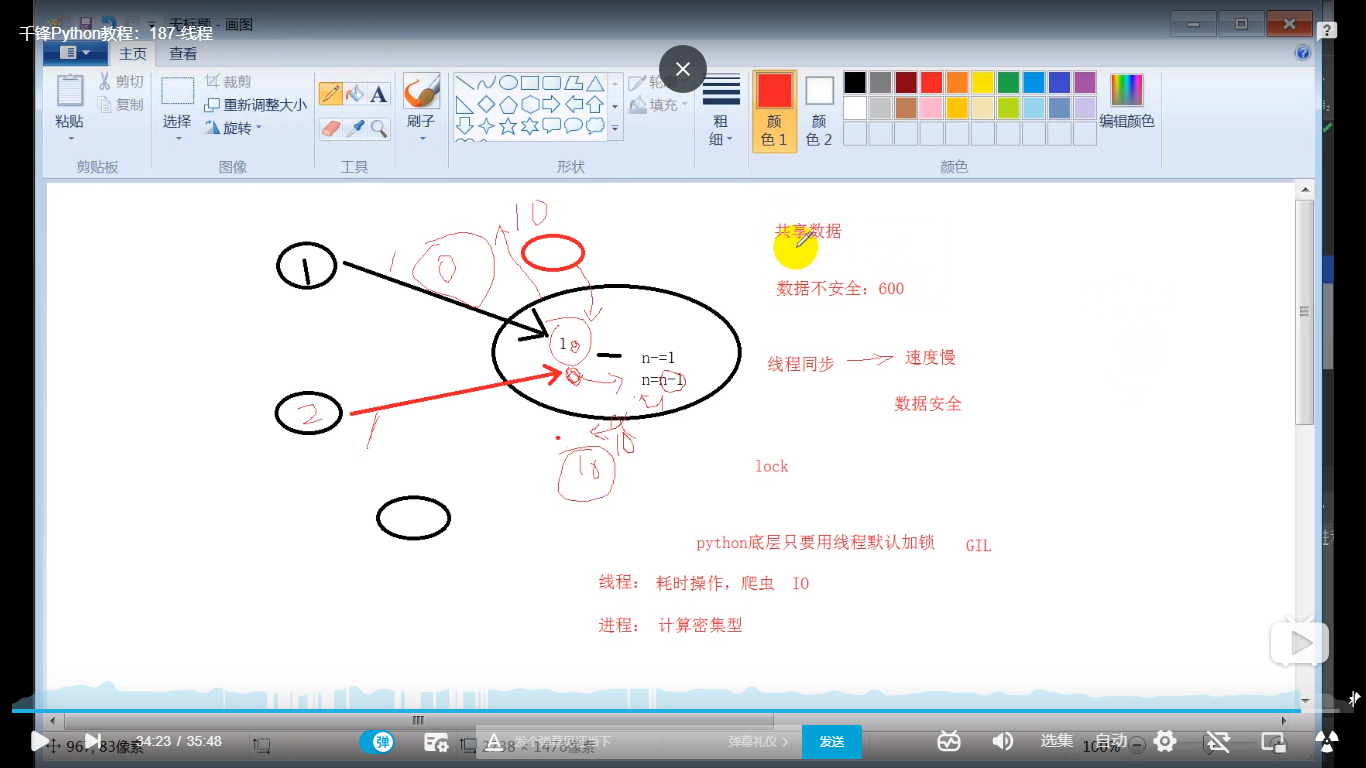 千锋Python教程：187-线程
无标题 - 画图
主页 查看
剪切
复制
粘贴
剪贴板
选择
裁剪
重新调整大小
旋转
图像
A
工具
刷子
轮廓
填充
形状
粗细
颜色 1
颜色 2
编辑颜色
颜色
10
共享数据
1
1
0
数据不安全：600
10
n-=1
n=n-1
线程同步
速度慢
数据安全
2
1
10
10
lock
python底层只要用线程默认加锁 GIL
线程： 耗时操作，爬虫 IO
进程： 计算密集型
967, 83像素
34:23 / 35:48
弹
发个弹幕见证当下
弹幕礼仪 >
发送
选集
自动
100%